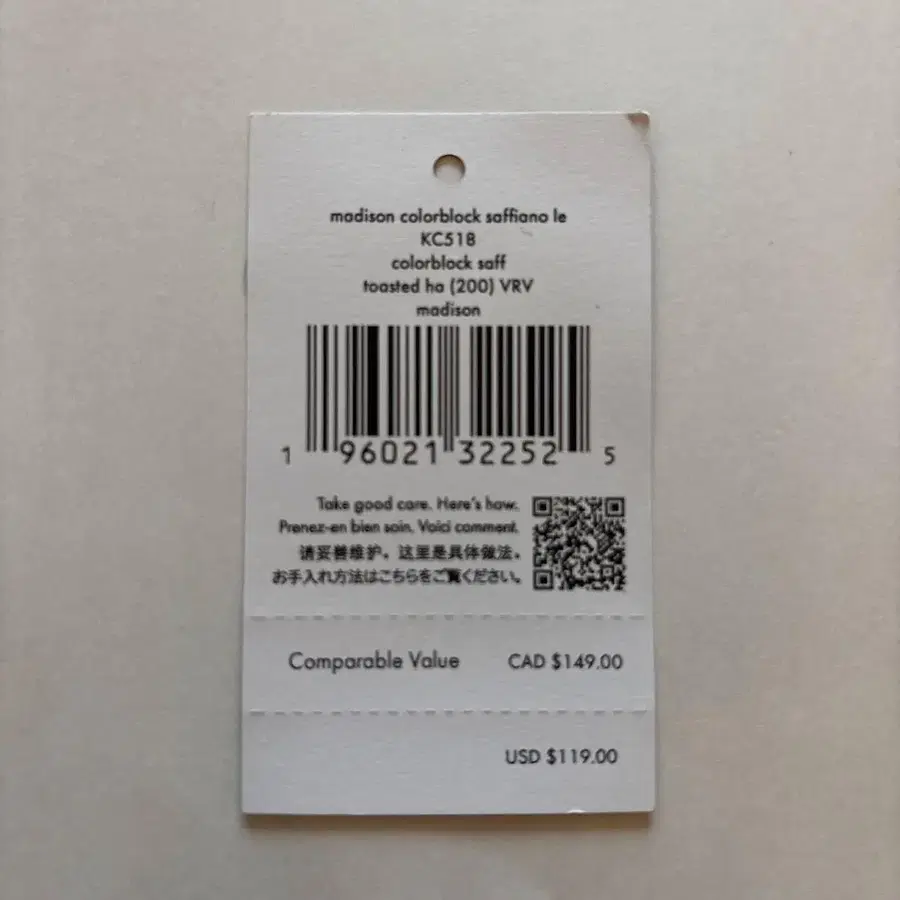 madison colorblock saffiano le
KC518
colorblock saff
toasted ha (200) VRV
madison
1 96021 32252 5
Take good care. Here's how.
Prenez-en bien soin. Voici comment.
请妥善维护。这里是具体做法。
お手入れ方法はこちらをご覧ください。
Comparable Value CAD $149.00
USD $119.00